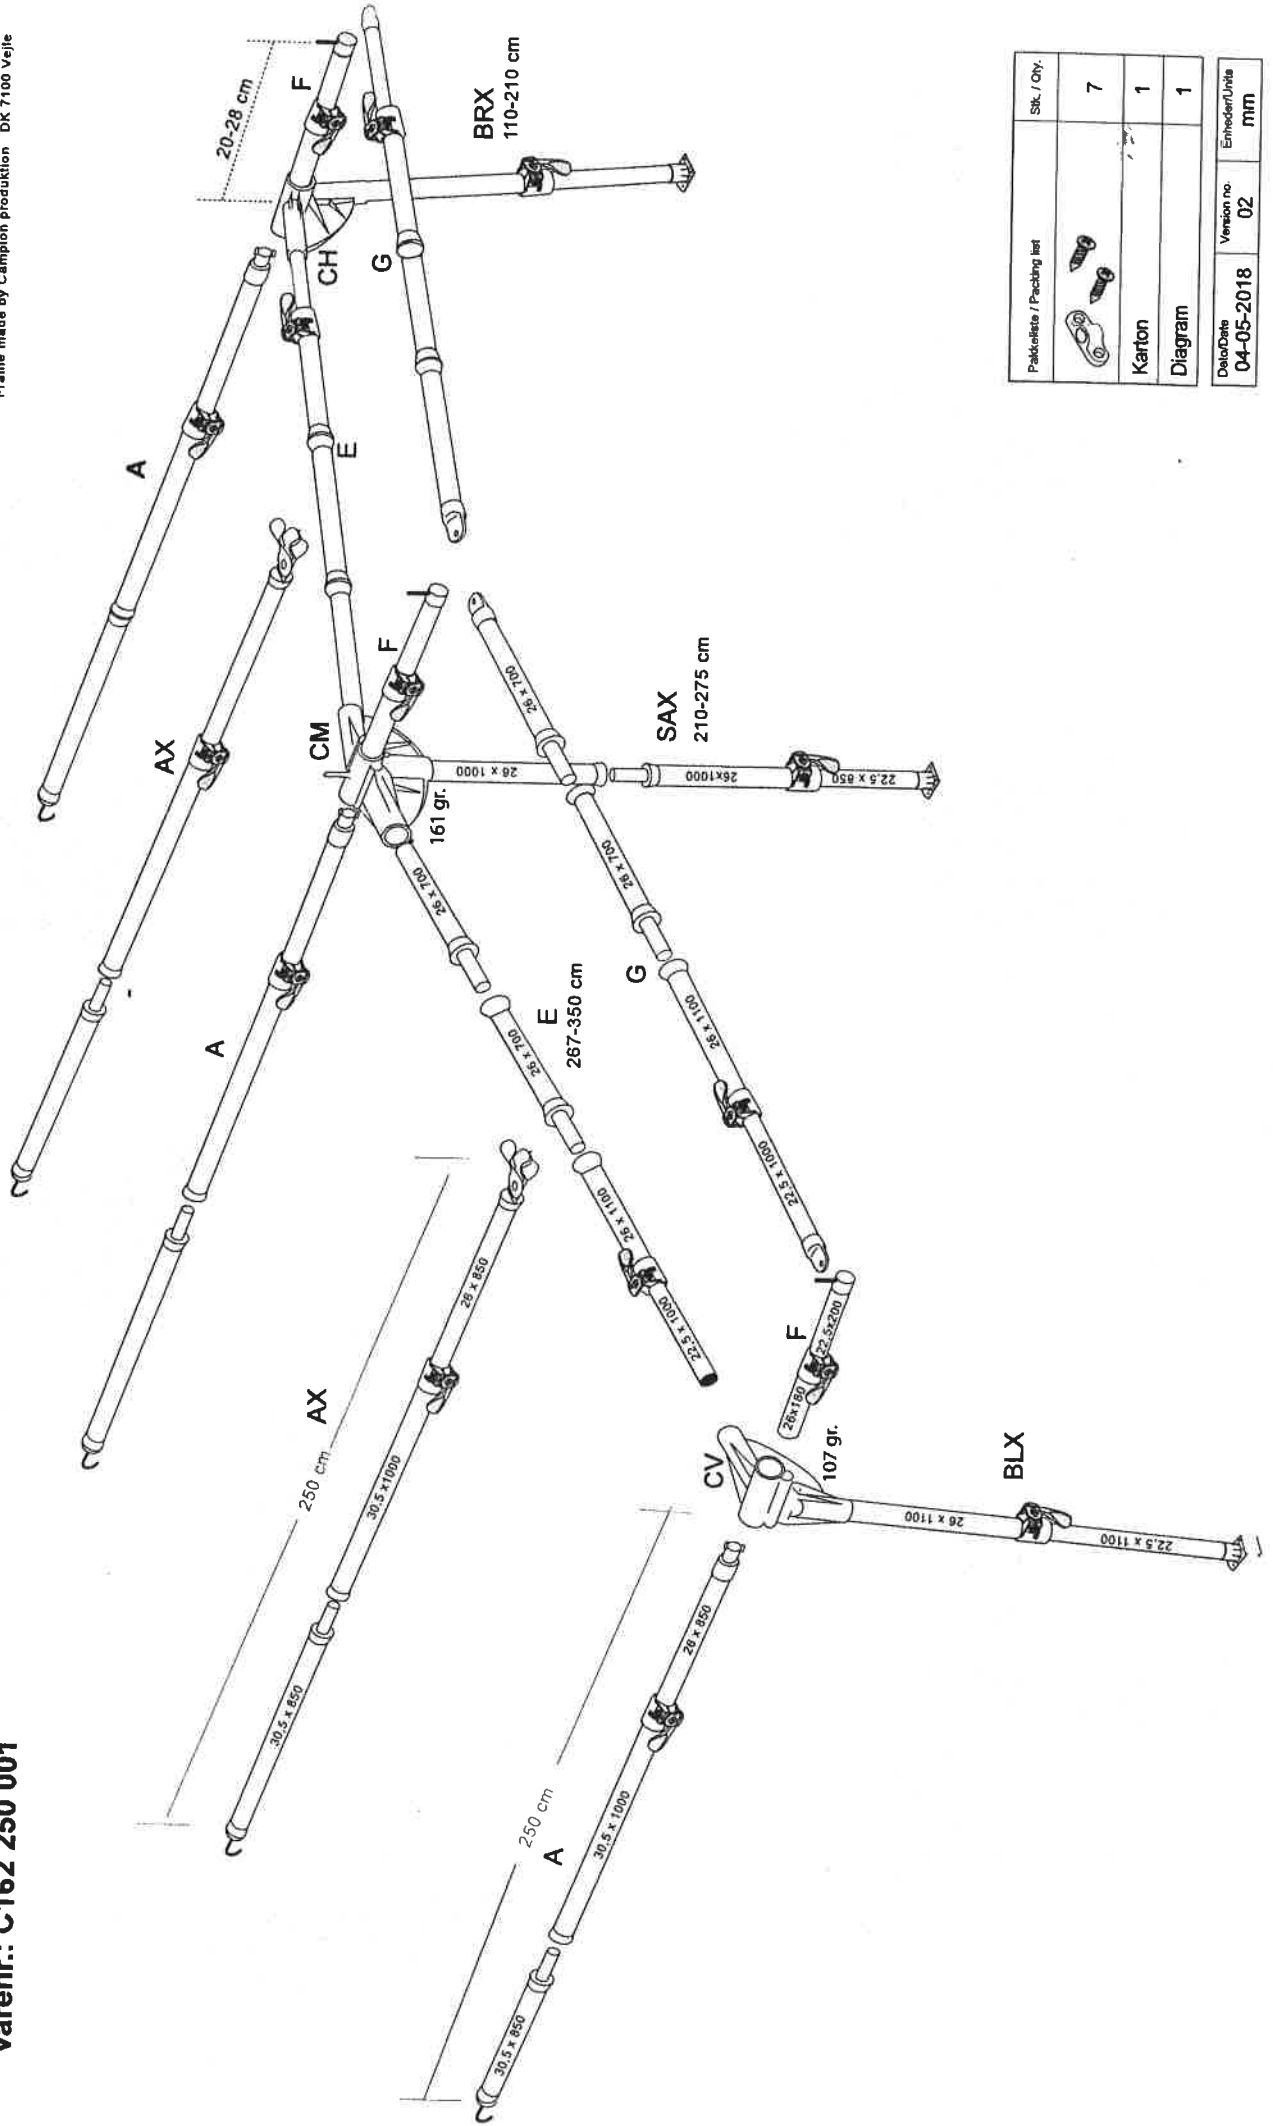 Varenr.: C162 250 001
Frame made by Campion produktion DK 7100 Vejle
A
AX
A
AX
250 cm
30,5 x 850
30,5 x1000
26 x 850
A
250 cm
30,5 x 850
30,5 x 1000
26 x 850
20-28 cm
F
CH
E
G
BRX
110-210 cm
CM
F
161 gr.
26 x 1000
26x1000
22,5 x 850
SAX
210-275 cm
26 x 700
26 x 700
26 x 1100
22,5 x 1000
E
267-350 cm
26 x 700
26 x 700
26 x 1100
22,5 x 1000
G
CV
107 gr.
F
26x180
22,5x200
BLX
26 x 1100
22,5 x 1100
Pakkeliste / Packing list Stk. / Qty.
7
Karton 1
Diagram 1
Dato/Date Version no. Enheder/Units
04-05-2018 02 mm